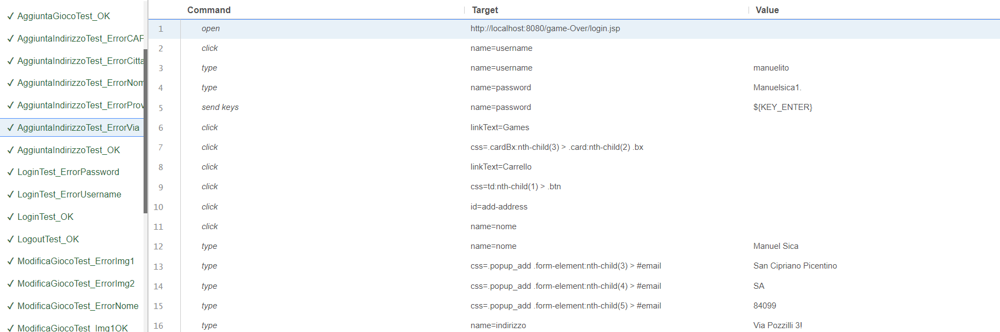 ✓ AggiuntaGiocoTest_OK
✓ AggiuntaIndirizzoTest_ErrorCAP
✓ AggiuntaIndirizzoTest_ErrorCitta
✓ AggiuntaIndirizzoTest_ErrorNom
✓ AggiuntaIndirizzoTest_ErrorProv
✓ AggiuntaIndirizzoTest_ErrorVia
✓ AggiuntaIndirizzoTest_OK
✓ LoginTest_ErrorPassword
✓ LoginTest_ErrorUsername
✓ LoginTest_OK
✓ LogoutTest_OK
✓ ModificaGiocoTest_ErrorImg1
✓ ModificaGiocoTest_ErrorImg2
✓ ModificaGiocoTest_ErrorNome
✓ ModificaGiocoTest_Img1OK
Command Target Value
1 open http://localhost:8080/game-Over/login.jsp
2 click name=username
3 type name=username manuelito
4 type name=password Manuelsica1.
5 send keys name=password ${KEY_ENTER}
6 click linkText=Games
7 click css=.cardBx:nth-child(3) > .card:nth-child(2) .bx
8 click linkText=Carrello
9 click css=td:nth-child(1) > .btn
10 click id=add-address
11 click name=nome
12 type name=nome Manuel Sica
13 type css=.popup_add .form-element:nth-child(3) > #email San Cipriano Picentino
14 type css=.popup_add .form-element:nth-child(4) > #email SA
15 type css=.popup_add .form-element:nth-child(5) > #email 84099
16 type name=indirizzo Via Pozzilli 3!